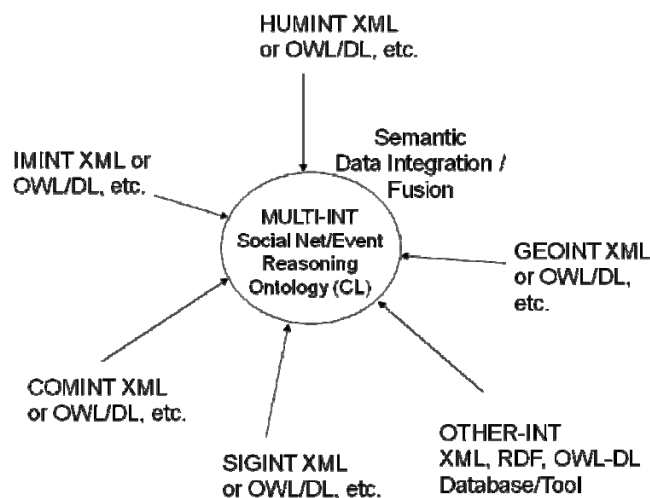 HUMINT XML
or OWL/DL, etc.
Semantic
Data Integration /
Fusion
IMINT XML or
OWL/DL, etc.
MULTI-INT
Social Net/Event
Reasoning
Ontology (CL)
GEOINT XML
or OWL/DL,
etc.
COMINT XML
or OWL/DL, etc.
SIGINT XML
or OWL/DL, etc.
OTHER-INT
XML, RDF, OWL-DL
Database/Tool